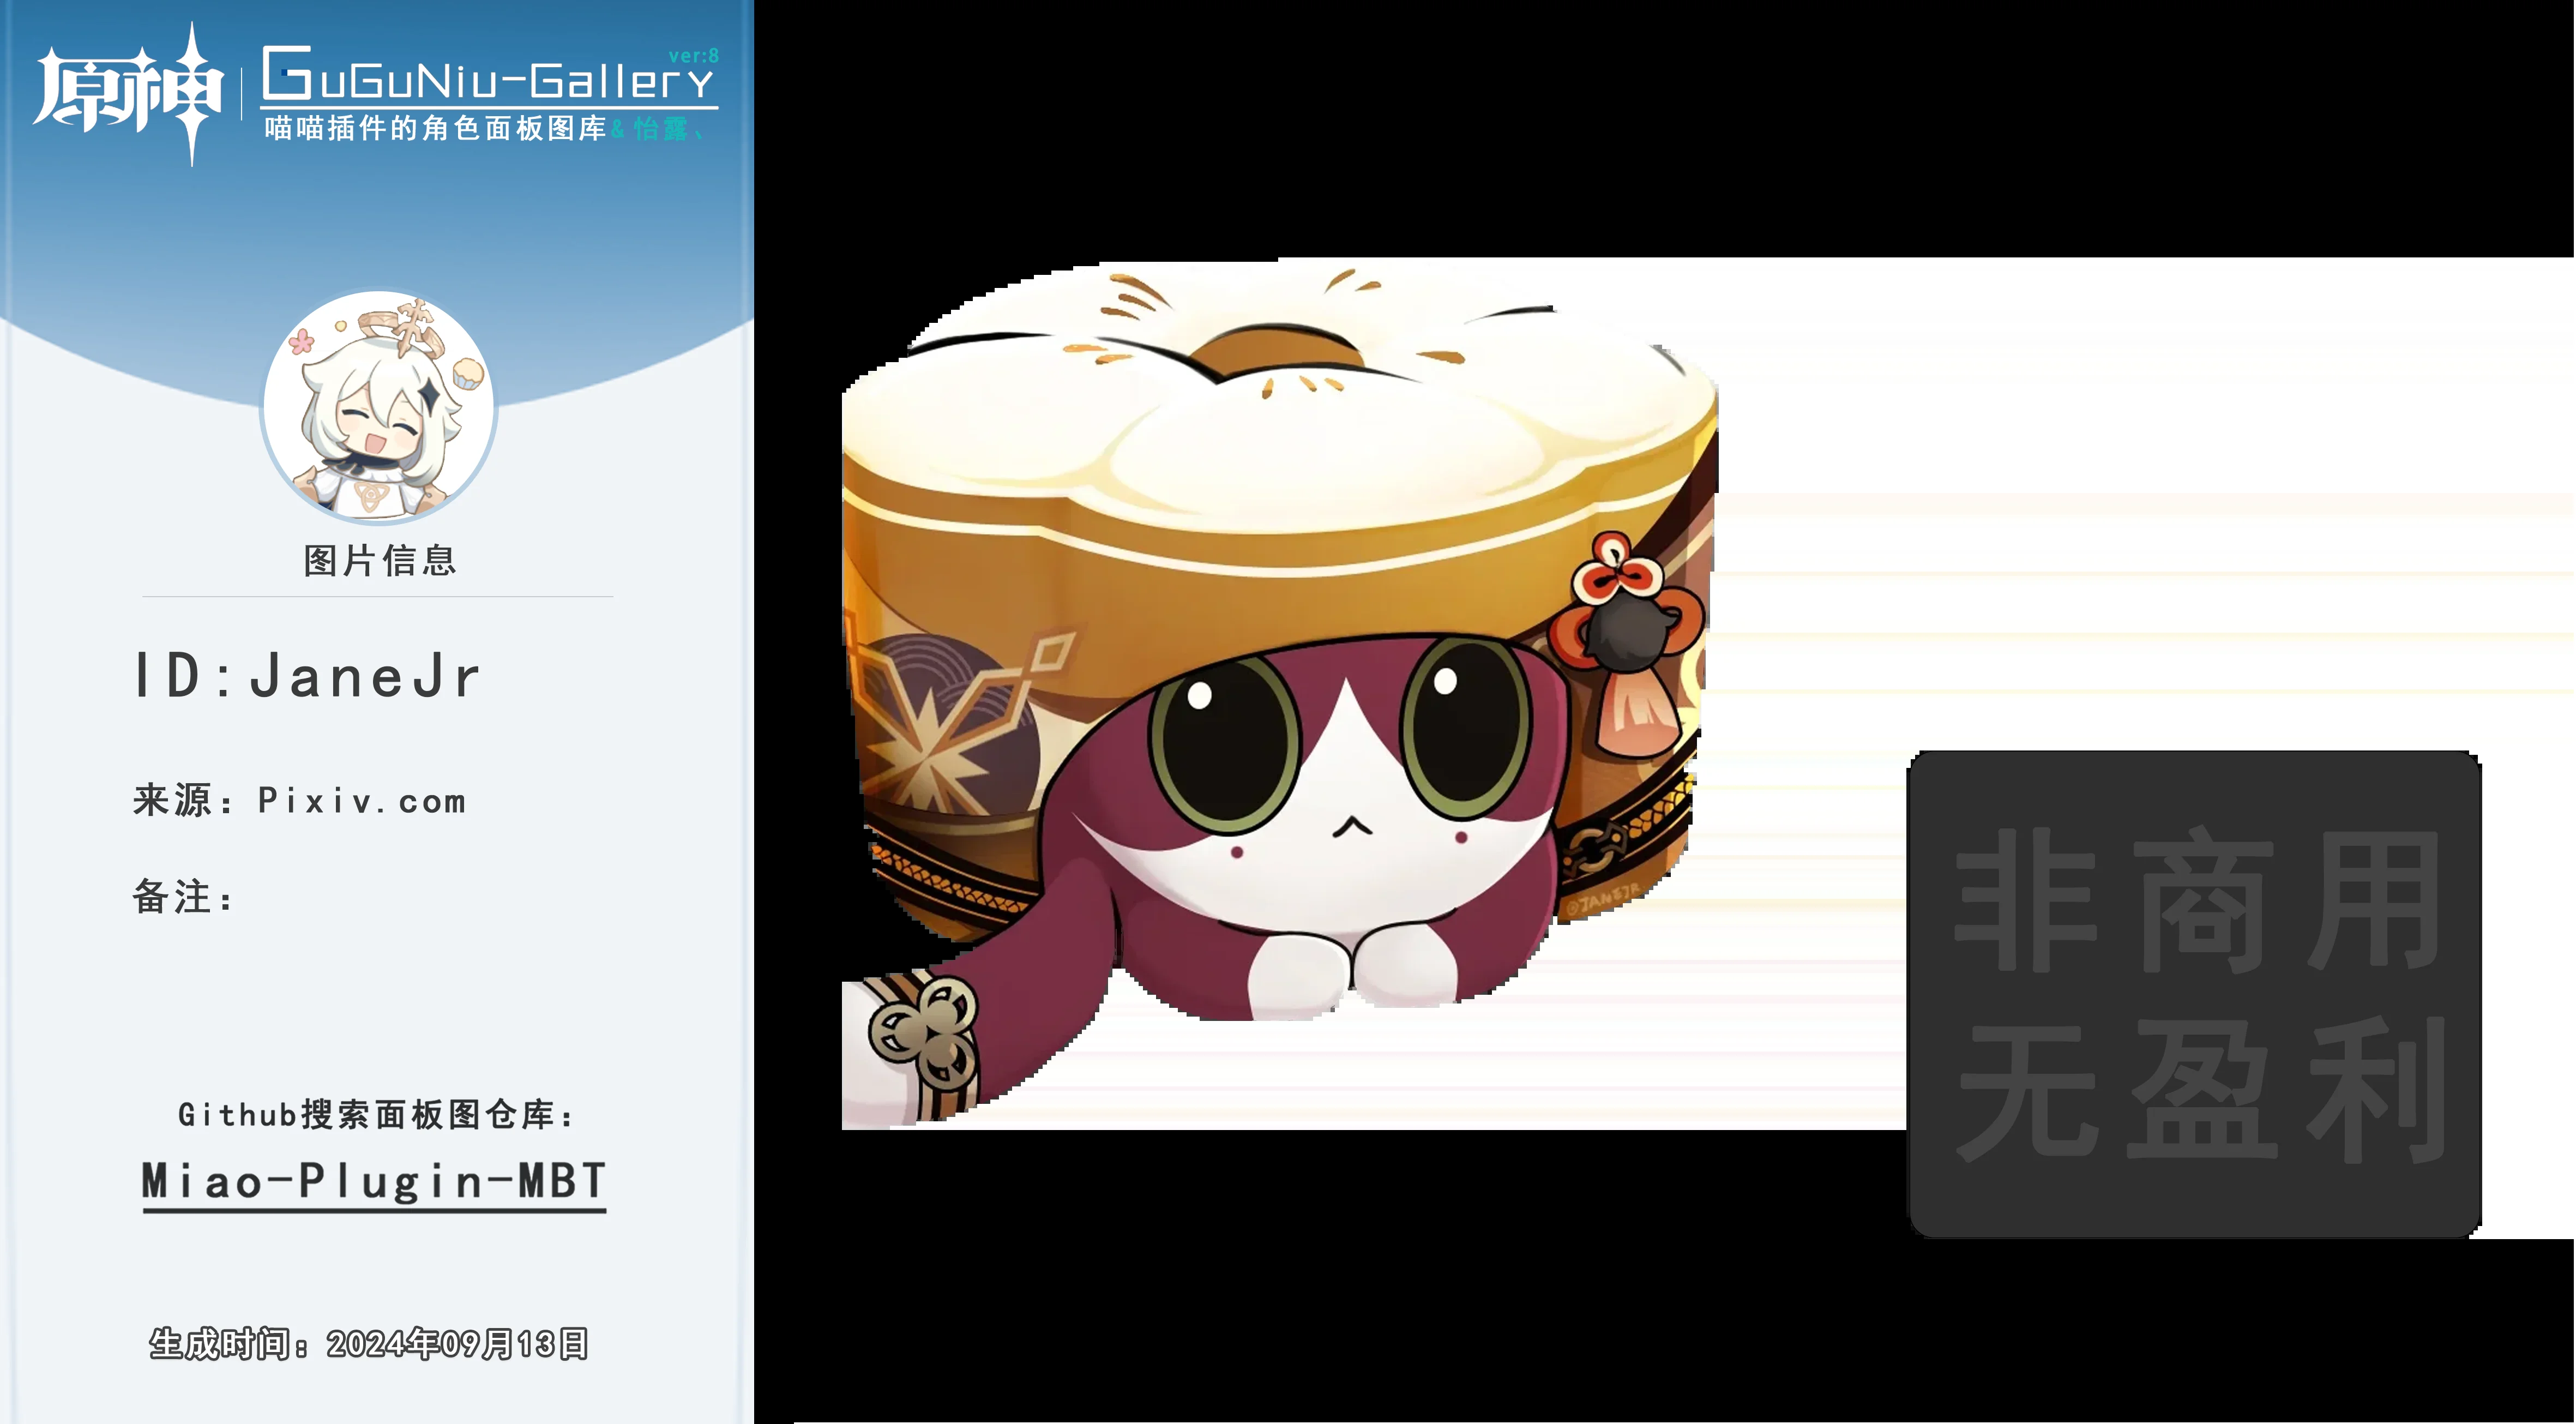 原神
GuGuNiu-Gallery
ver:8
喵喵插件的角色面板图库& 怡露、
图片信息
ID:JaneJr
来源：Pixiv.com
备注：
Github搜索面板图仓库：
Miao-Plugin-MBT
生成时间：2024年09月13日
@JANEJR
非商用
无盈利